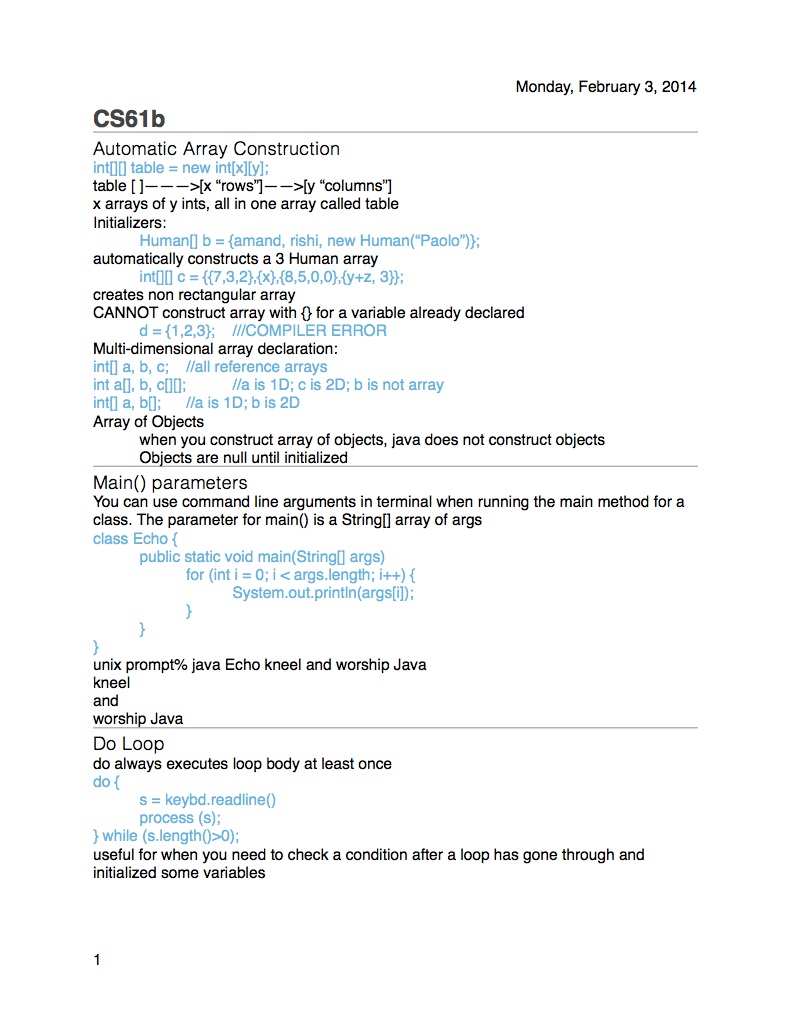 Monday, February 3, 2014
CS61b
Automatic Array Construction
int[][] table = new int[x][y];
table [ ]— — —>[x “rows”]— —>[y “columns”]
x arrays of y ints, all in one array called table
Initializers:
Human[] b = {amand, rishi, new Human(“Paolo”)};
automatically constructs a 3 Human array
int[][] c = {{7,3,2},{x},{8,5,0,0},{y+z, 3}};
creates non rectangular array
CANNOT construct array with {} for a variable already declared
d = {1,2,3}; ///COMPILER ERROR
Multi-dimensional array declaration:
int[] a, b, c; //all reference arrays
int a[], b, c[][]; //a is 1D; c is 2D; b is not array
int[] a, b[]; //a is 1D; b is 2D
Array of Objects
when you construct array of objects, java does not construct objects
Objects are null until initialized
Main() parameters
You can use command line arguments in terminal when running the main method for a
class. The parameter for main() is a String[] array of args
class Echo {
public static void main(String[] args)
for (int i = 0; i < args.length; i++) {
System.out.println(args[i]);
}
}
}
unix prompt% java Echo kneel and worship Java
kneel
and
worship Java
Do Loop
do always executes loop body at least once
do {
s = keybd.readline()
process (s);
} while (s.length()>0);
useful for when you need to check a condition after a loop has gone through and
initialized some variables
1